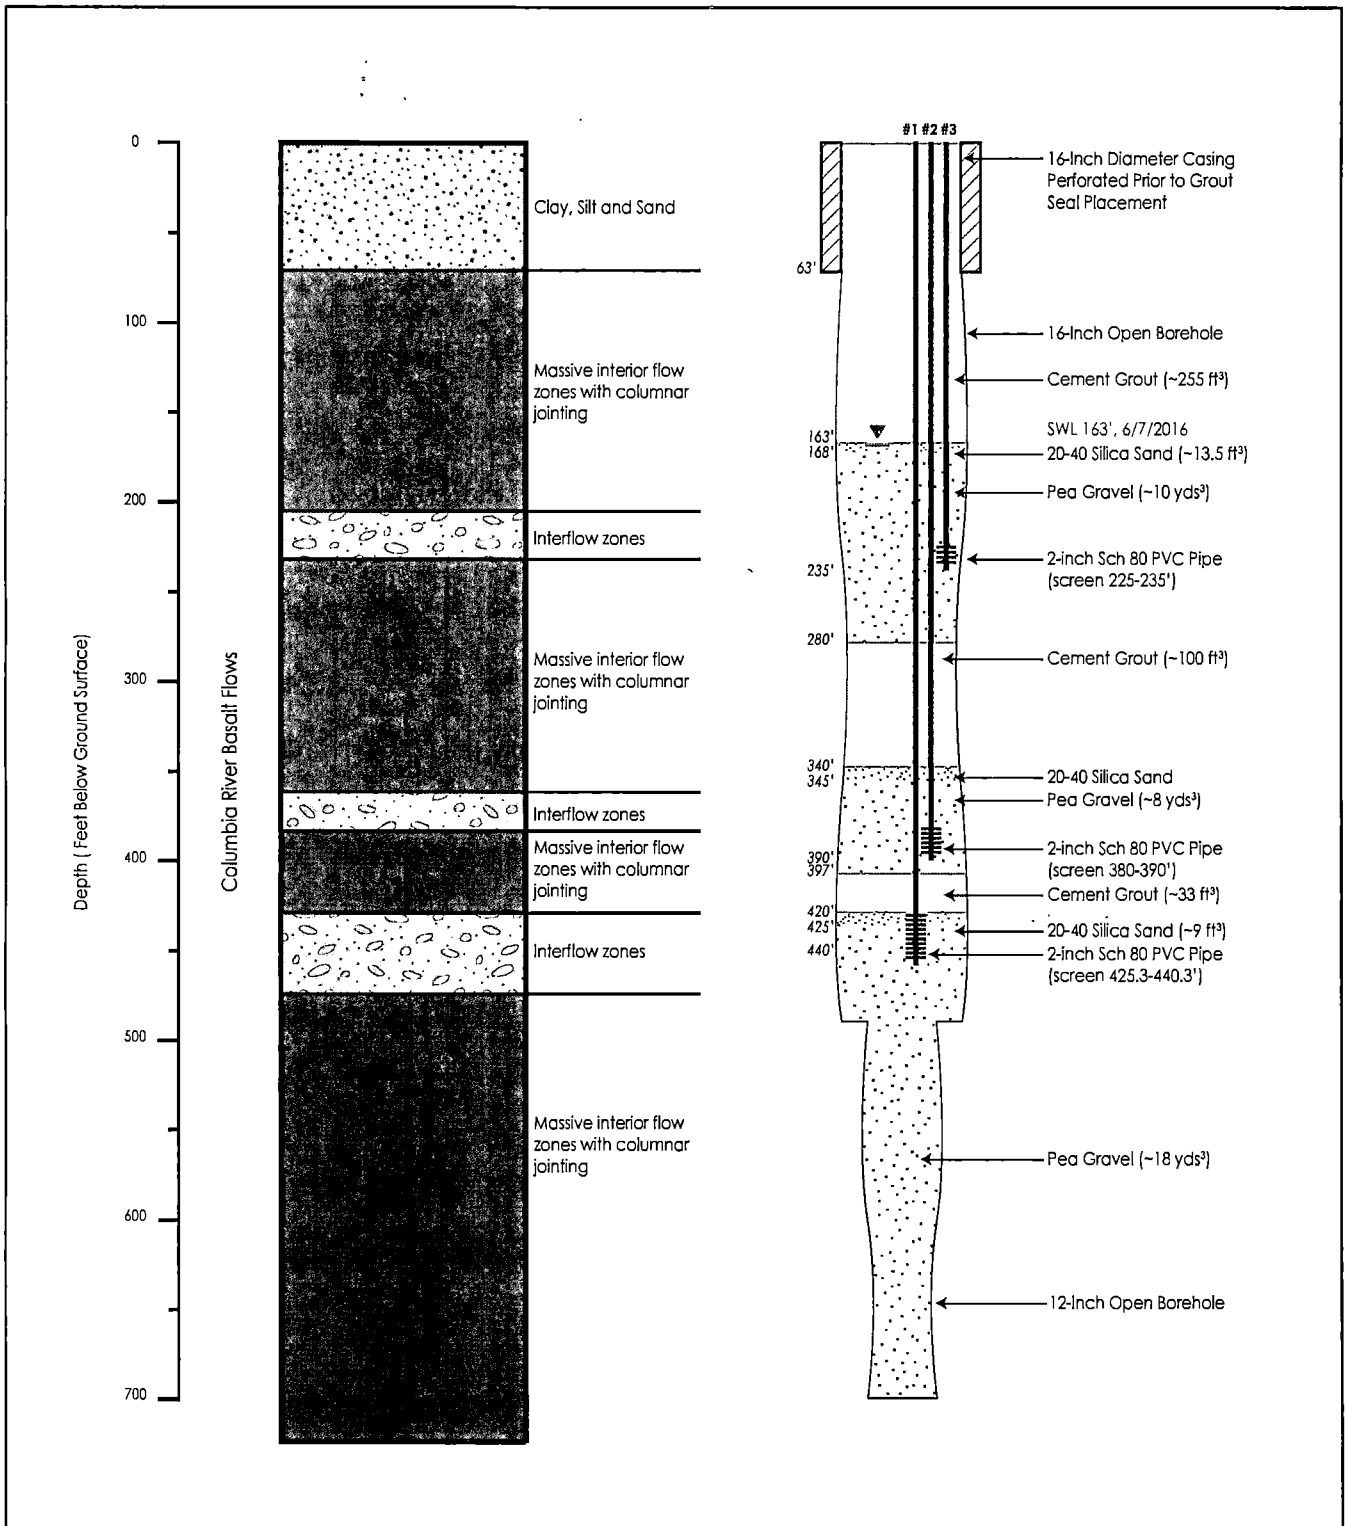 #1 #2 #3
0
100
200
300
400
500
600
700
Depth ( Feet Below Ground Surface)
Columbia River Basalt Flows
Clay, Silt and Sand
Massive interior flow
zones with columnar
jointing
Interflow zones
Massive interior flow
zones with columnar
jointing
Interflow zones
Massive interior flow
zones with columnar
jointing
Interflow zones
Massive interior flow
zones with columnar
jointing
63'
163'
168'
235'
280'
340'
345'
390'
397'
420'
425'
440'
16-Inch Diameter Casing
Perforated Prior to Grout
Seal Placement
16-Inch Open Borehole
Cement Grout (~255 ft³)
SWL 163', 6/7/2016
20-40 Silica Sand (~13.5 ft³)
Pea Gravel (~10 yds³)
2-inch Sch 80 PVC Pipe
(screen 225-235')
Cement Grout (~100 ft³)
20-40 Silica Sand
Pea Gravel (~8 yds³)
2-inch Sch 80 PVC Pipe
(screen 380-390')
Cement Grout (~33 ft³)
20-40 Silica Sand (~9 ft³)
2-inch Sch 80 PVC Pipe
(screen 425.3-440.3')
Pea Gravel (~18 yds³)
12-Inch Open Borehole